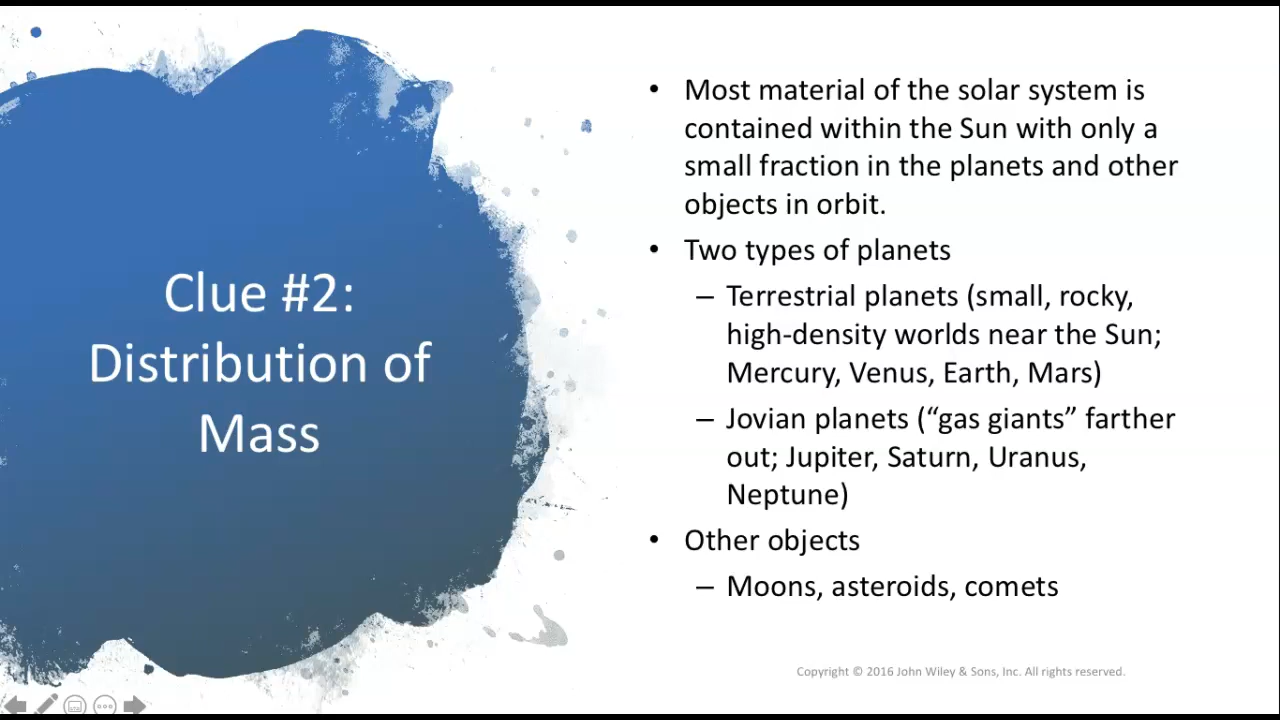 Clue #2:
Distribution of
Mass
• Most material of the solar system is
contained within the Sun with only a
small fraction in the planets and other
objects in orbit.
• Two types of planets
– Terrestrial planets (small, rocky,
high-density worlds near the Sun;
Mercury, Venus, Earth, Mars)
– Jovian planets (“gas giants” farther
out; Jupiter, Saturn, Uranus,
Neptune)
• Other objects
– Moons, asteroids, comets
Copyright © 2016 John Wiley & Sons, Inc. All rights reserved.